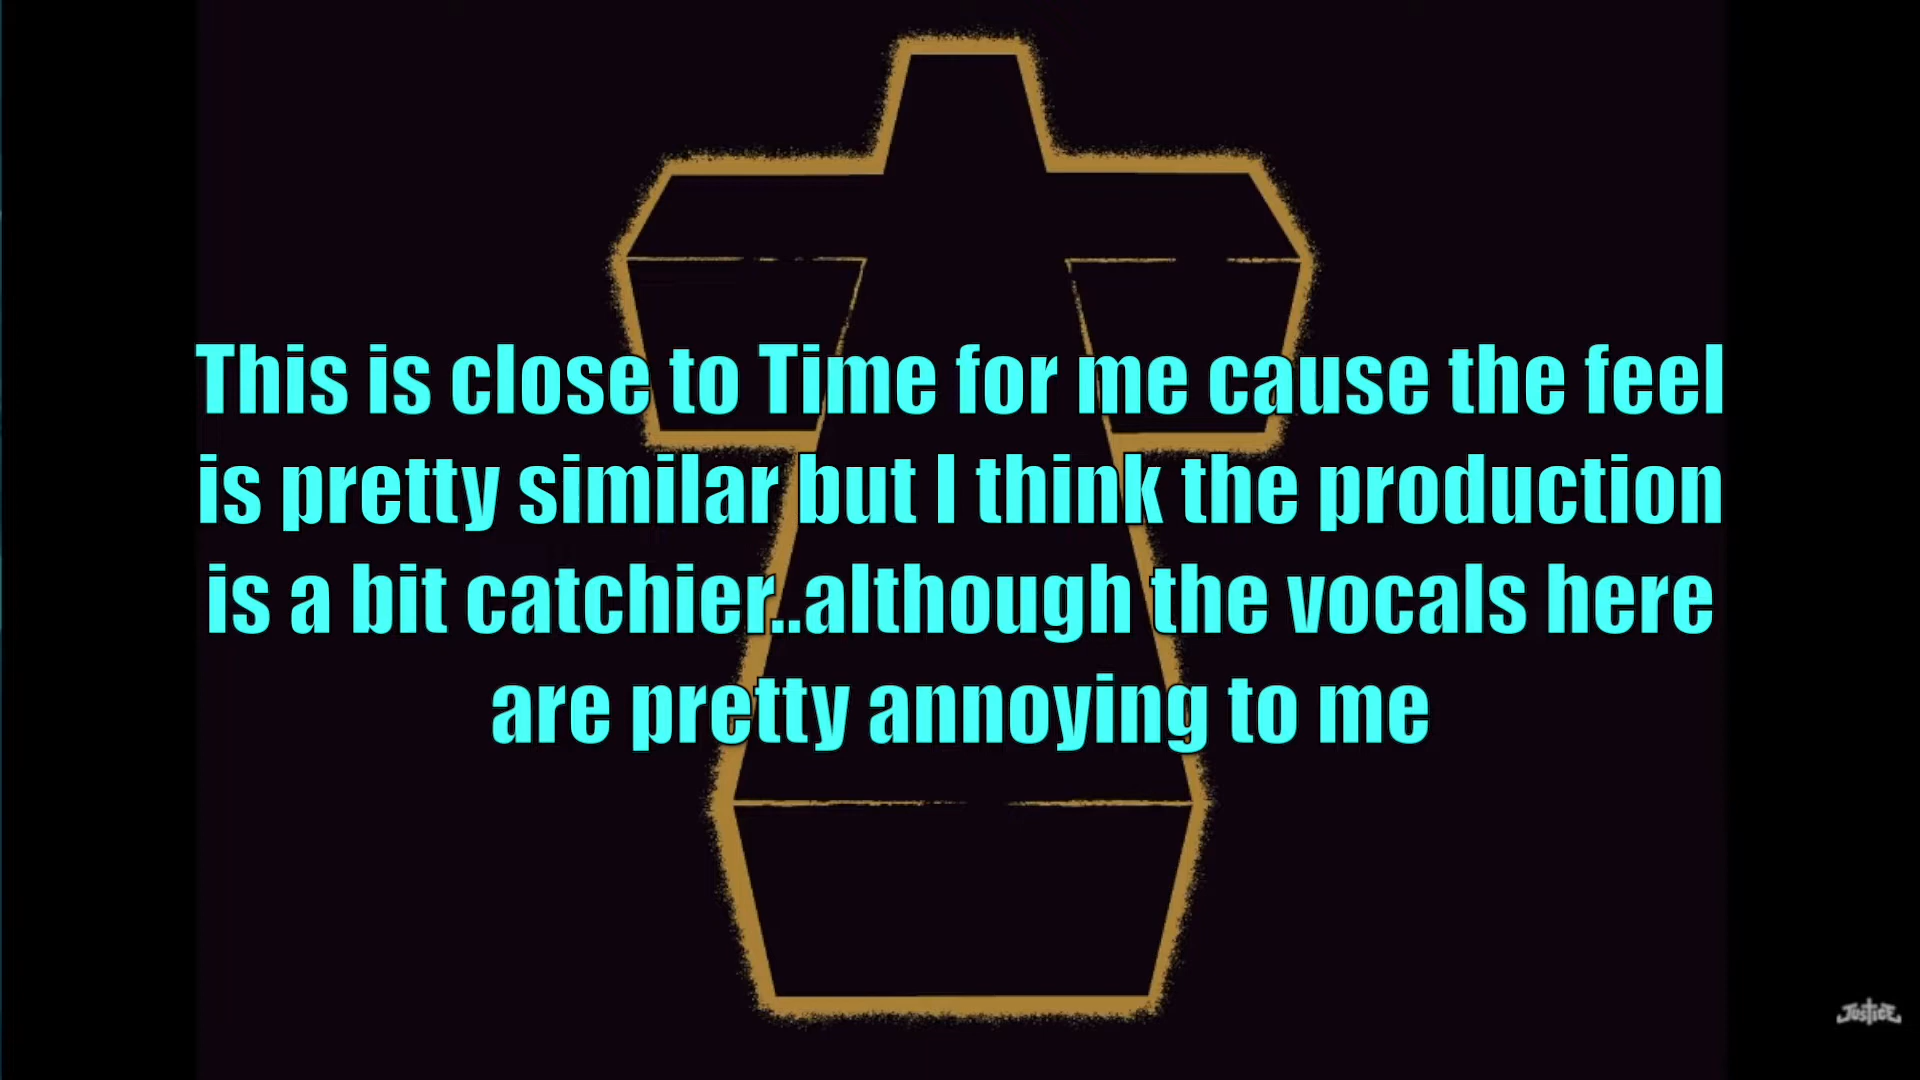 This is close to Time for me cause the feel
is pretty similar but I think the production
is a bit catchier..although the vocals here
are pretty annoying to me
JUSTICE